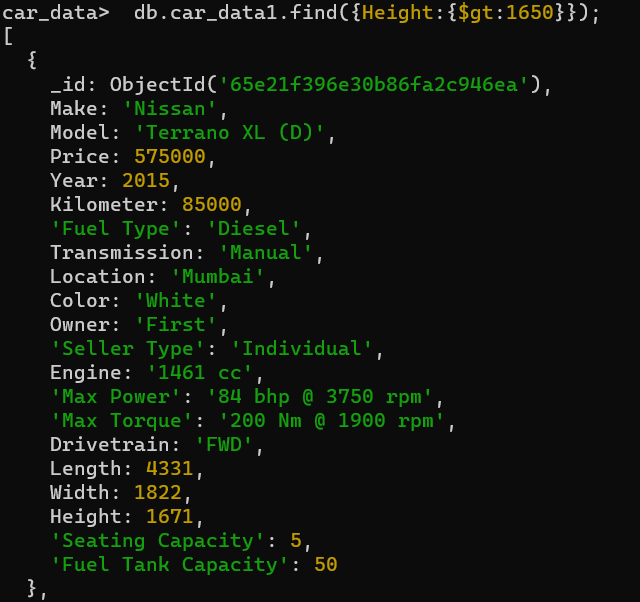 car_data>  db.car_data1.find({Height:{$gt:1650}});
[
  {
    _id: ObjectId('65e21f396e30b86fa2c946ea'),
    Make: 'Nissan',
    Model: 'Terrano XL (D)',
    Price: 575000,
    Year: 2015,
    Kilometer: 85000,
    'Fuel Type': 'Diesel',
    Transmission: 'Manual',
    Location: 'Mumbai',
    Color: 'White',
    Owner: 'First',
    'Seller Type': 'Individual',
    Engine: '1461 cc',
    'Max Power': '84 bhp @ 3750 rpm',
    'Max Torque': '200 Nm @ 1900 rpm',
    Drivetrain: 'FWD',
    Length: 4331,
    Width: 1822,
    Height: 1671,
    'Seating Capacity': 5,
    'Fuel Tank Capacity': 50
  },